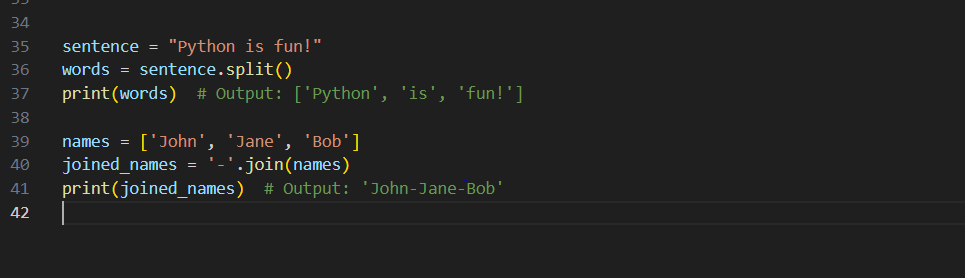 34
35 sentence = "Python is fun!"
36 words = sentence.split()
37 print(words)  # Output: ['Python', 'is', 'fun!']
38
39 names = ['John', 'Jane', 'Bob']
40 joined_names = '-'.join(names)
41 print(joined_names)  # Output: 'John-Jane-Bob'
42